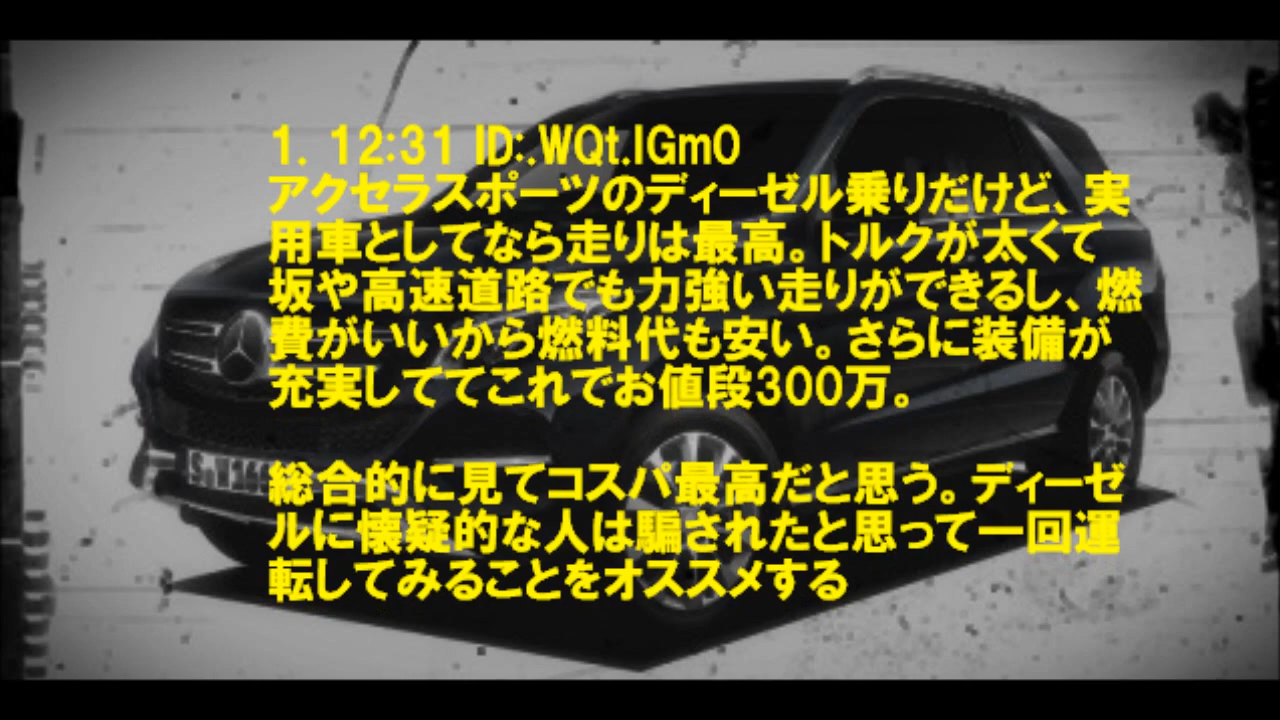 1. 12:31 ID:.WQt.IGm0
アクセラスポーツのディーゼル乗りだけど、実
用車としてなら走りは最高。トルクが太くて
坂や高速道路でも力強い走りができるし、燃
費がいいから燃料代も安い。さらに装備が
充実しててこれでお値段300万。
総合的に見てコスパ最高だと思う。ディーゼ
ルに懐疑的な人は騙されたと思って一回運
転してみることをオススメする